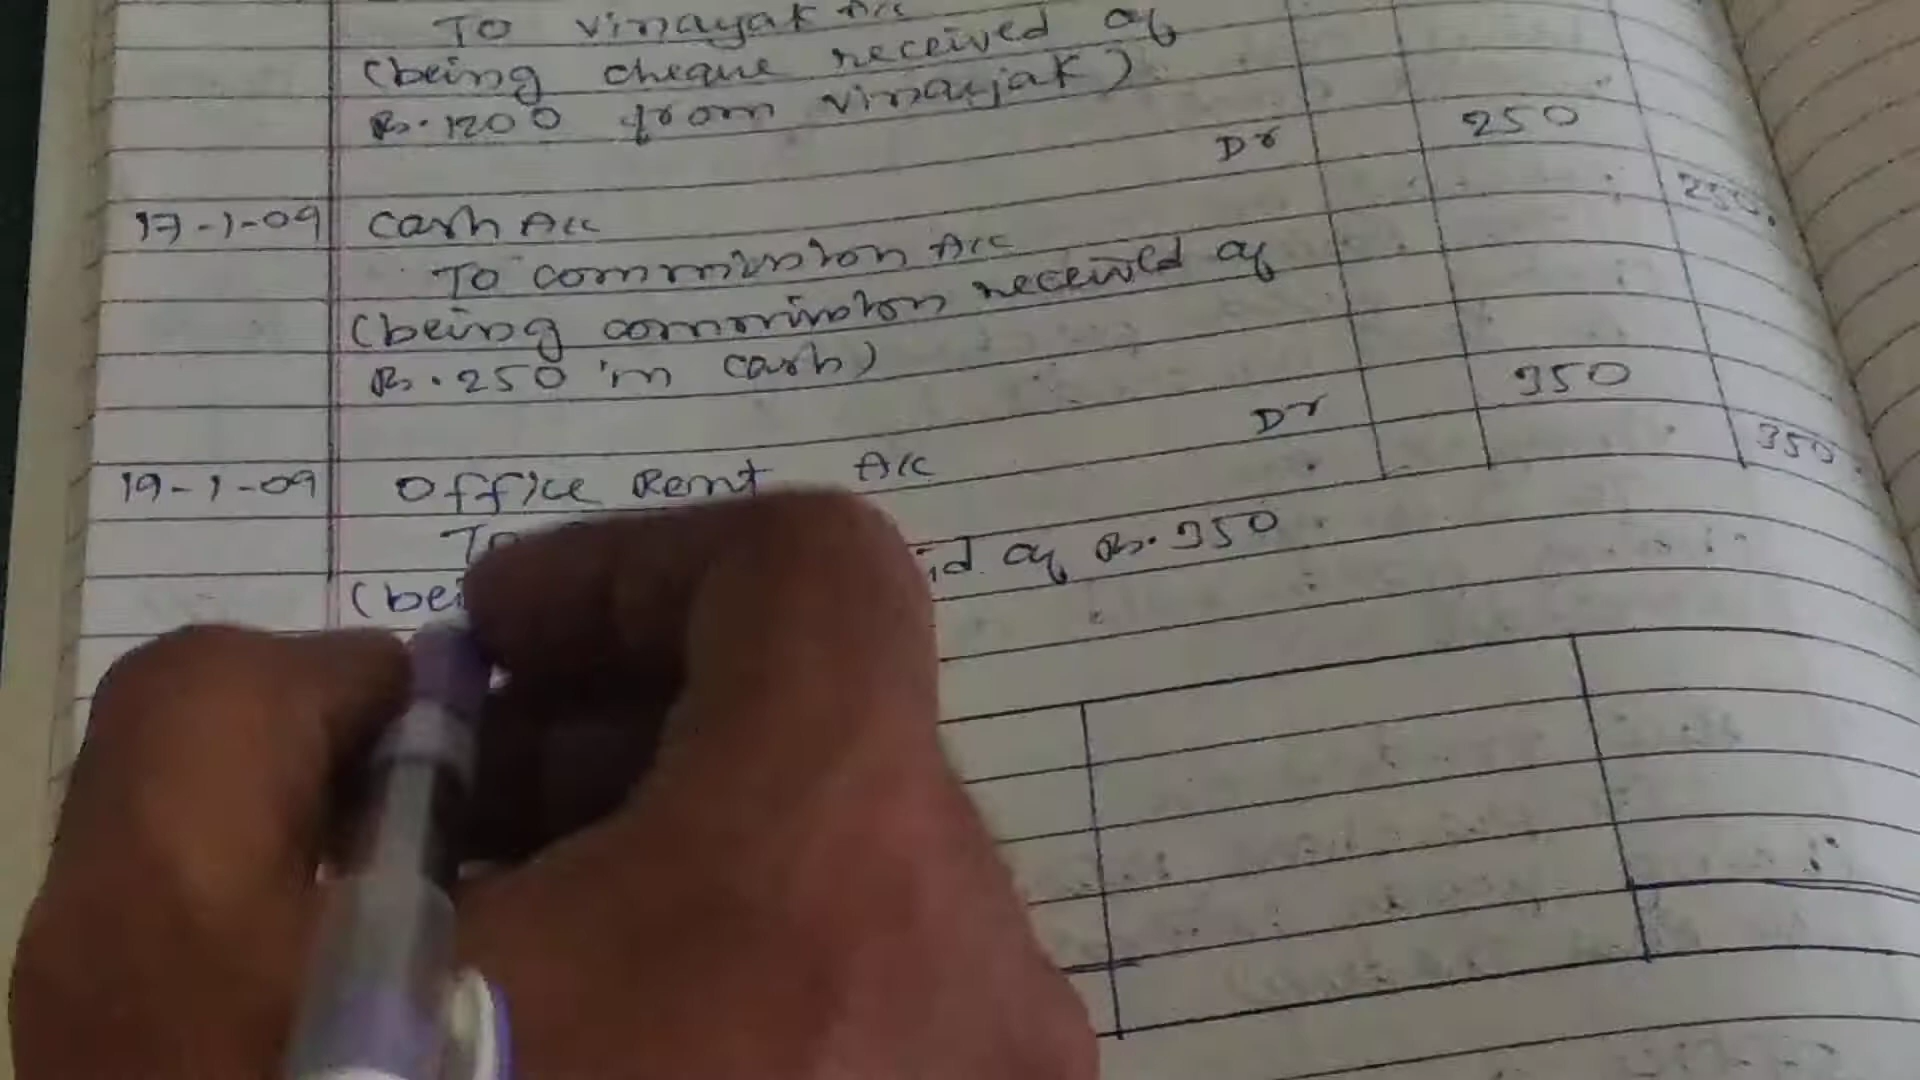 To vinayak A/c
(being cheque received of
Rs. 1200 from vinayak)
Dr 250
17-1-09 Cash A/c
250
To commission A/c
(being commission received of
Rs. 250 in cash)
Dr 350
19-1-09 Office Rent A/c
350
To
(bei id of Rs. 350